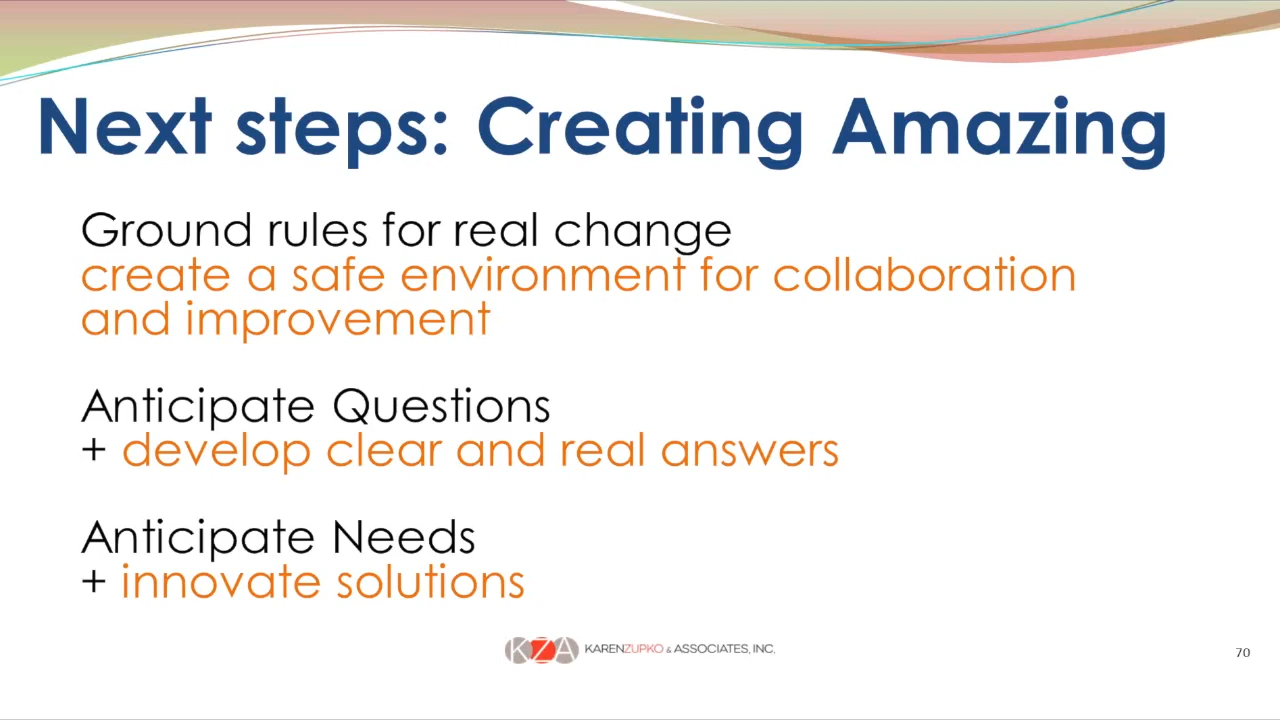 Next steps: Creating Amazing
Ground rules for real change
create a safe environment for collaboration
and improvement
Anticipate Questions
+ develop clear and real answers
Anticipate Needs
+ innovate solutions
KZA KARENZUPKO & ASSOCIATES, INC.
70